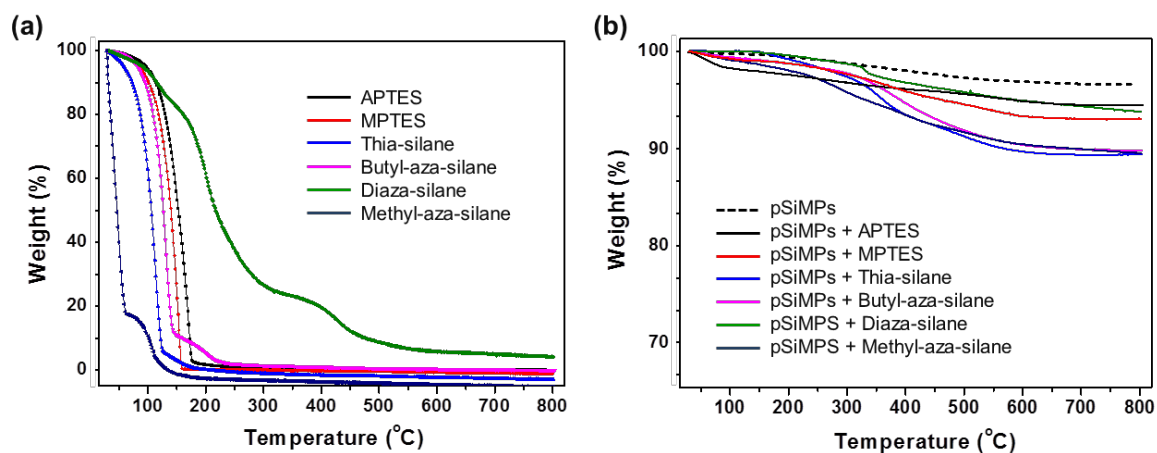 (a)
100
80
60
40
20
0
Weight (%)
APTES
MPTES
Thia-silane
Butyl-aza-silane
Diaza-silane
Methyl-aza-silane
100 200 300 400 500 600 700 800
Temperature (°C)
(b)
100
90
80
70
Weight (%)
pSiMPs
pSiMPs + APTES
pSiMPs + MPTES
pSiMPs + Thia-silane
pSiMPs + Butyl-aza-silane
pSiMPS + Diaza-silane
pSiMPS + Methyl-aza-silane
100 200 300 400 500 600 700 800
Temperature (°C)